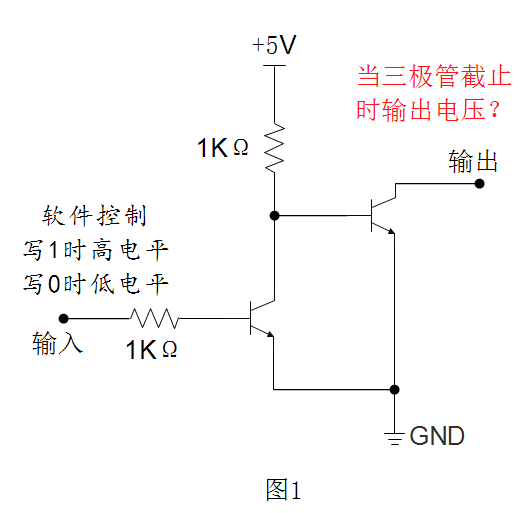 +5V
当三极管截止
时输出电压？
1KΩ
输出
软件控制
写1时高电平
写0时低电平
输入
1KΩ
GND
图1